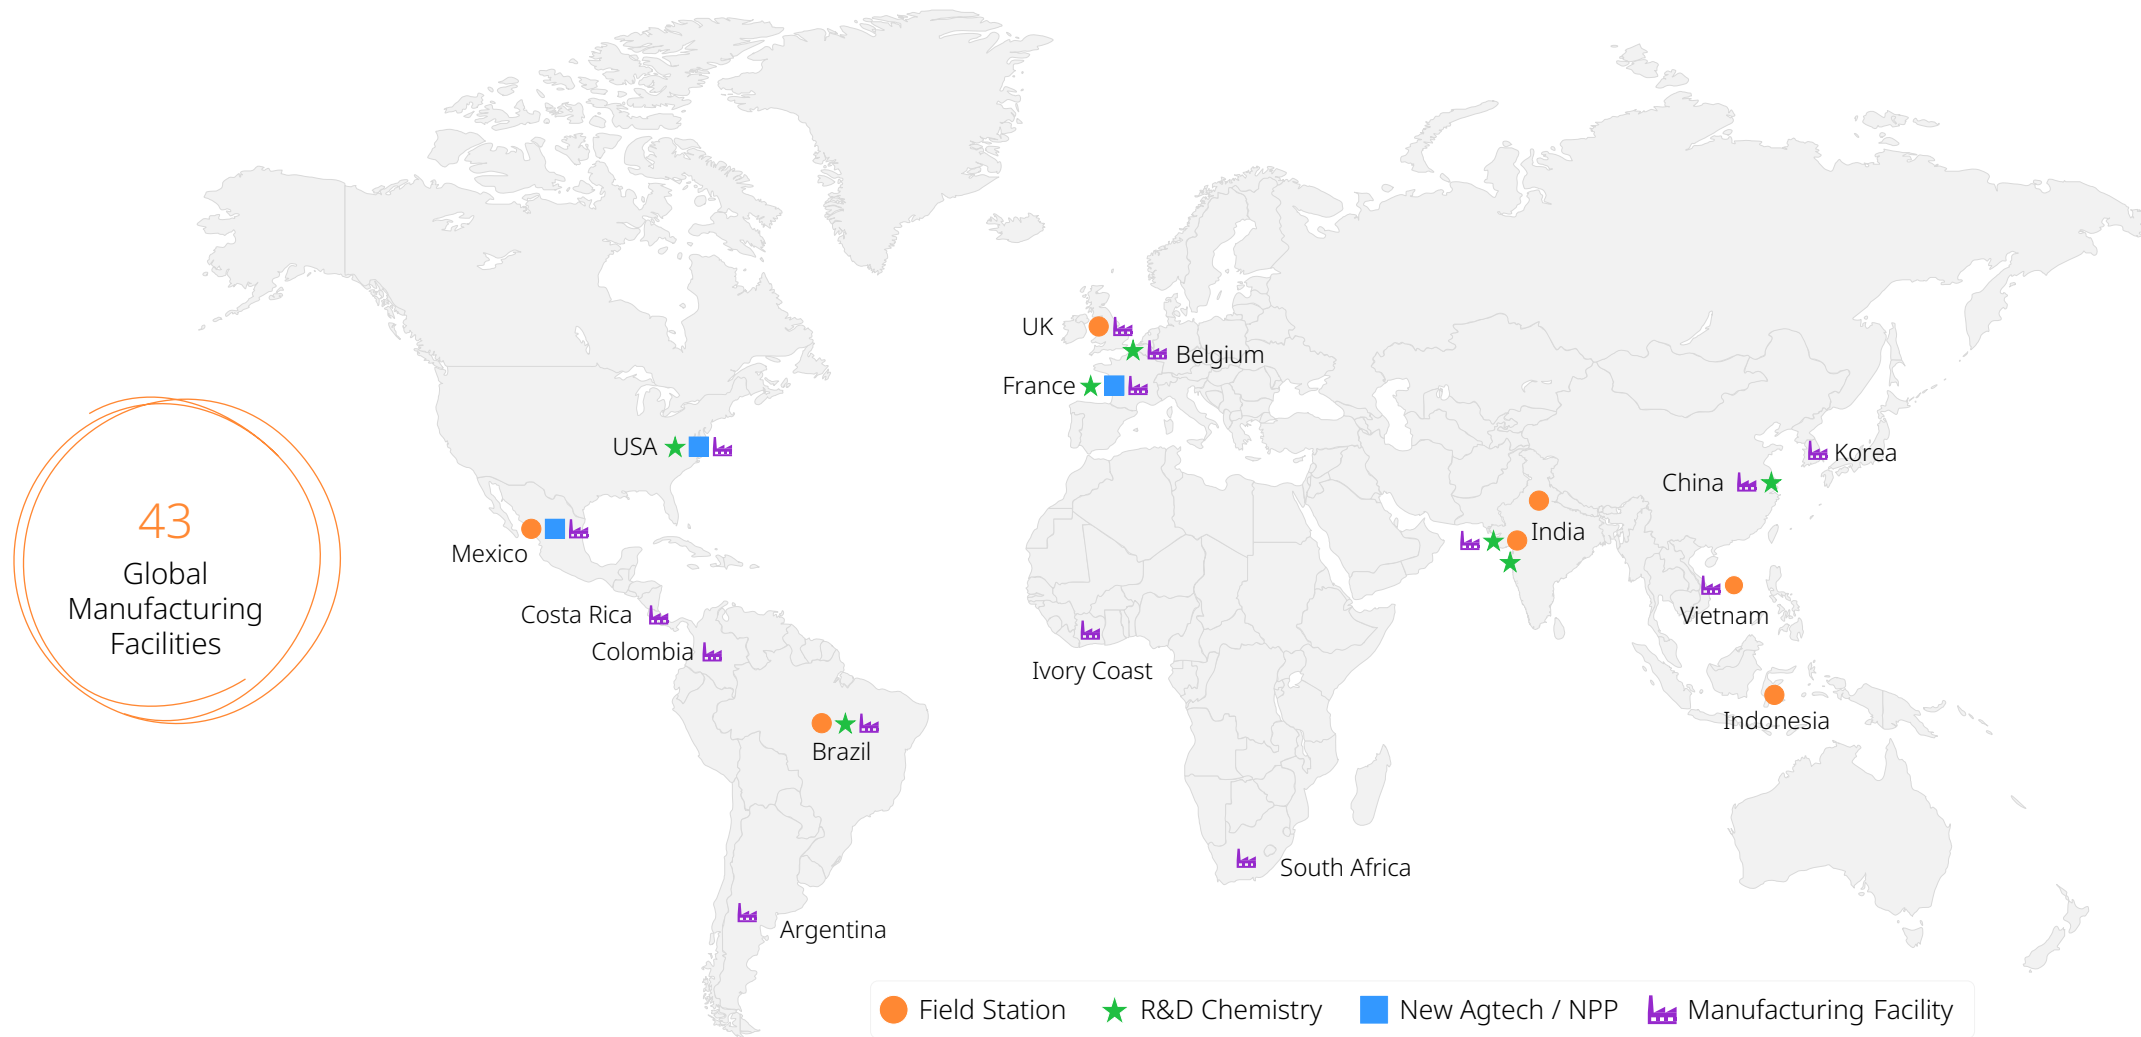 UK
Belgium
France
USA
Korea
China
43
Global
Manufacturing
Facilities
India
Mexico
Costa Rica
Vietnam
Colombia
Ivory Coast
Indonesia
Brazil
South Africa
Argentina
Field Station
R&D Chemistry
New Agtech / NPP
Manufacturing Facility